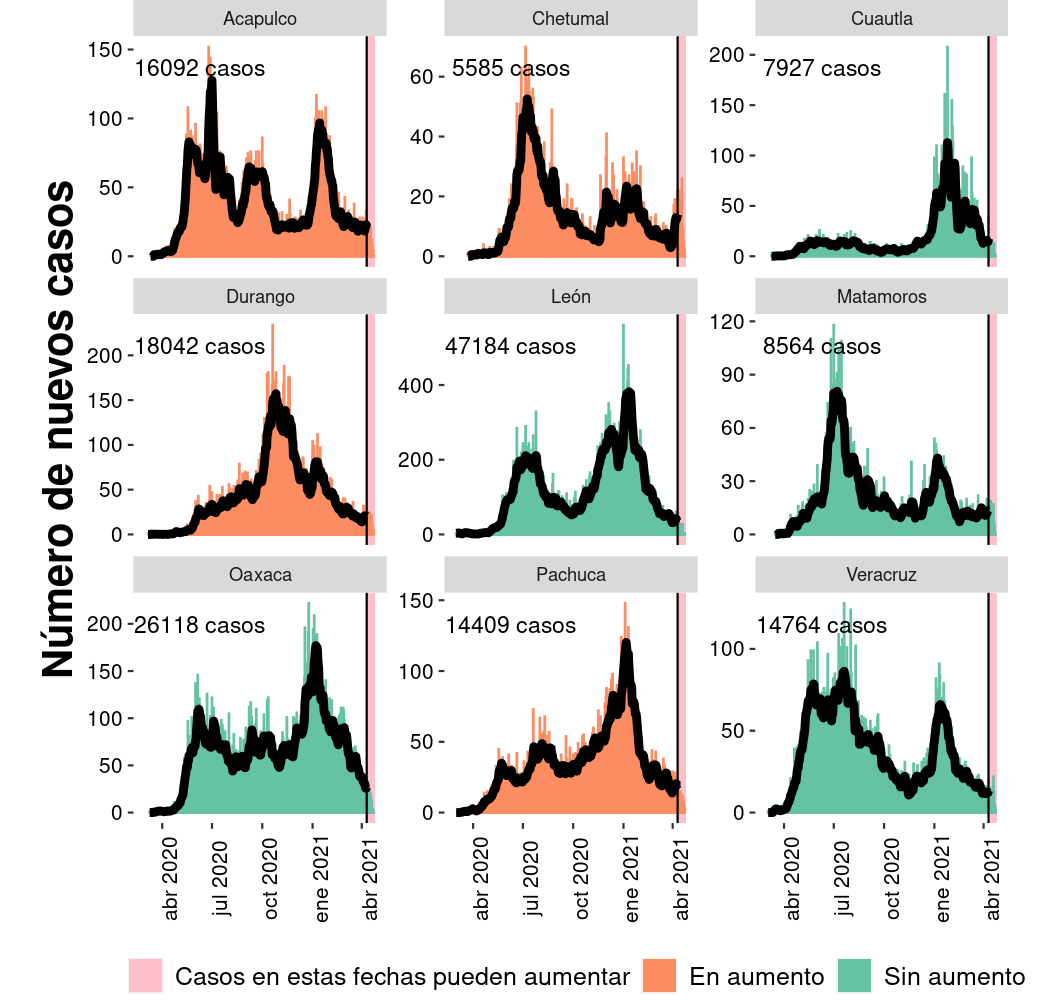 Número de nuevos casos
Acapulco
Chetumal
Cuautla
150
100
50
0
16092 casos
60
40
20
0
5585 casos
200
150
100
50
0
7927 casos
Durango
León
Matamoros
200
150
100
50
0
18042 casos
400
200
0
47184 casos
120
90
60
30
0
8564 casos
Oaxaca
Pachuca
Veracruz
200
150
100
50
0
26118 casos
150
100
50
0
14409 casos
100
50
0
14764 casos
abr 2020
jul 2020
oct 2020
ene 2021
abr 2021
abr 2020
jul 2020
oct 2020
ene 2021
abr 2021
abr 2020
jul 2020
oct 2020
ene 2021
abr 2021
Casos en estas fechas pueden aumentar
En aumento
Sin aumento